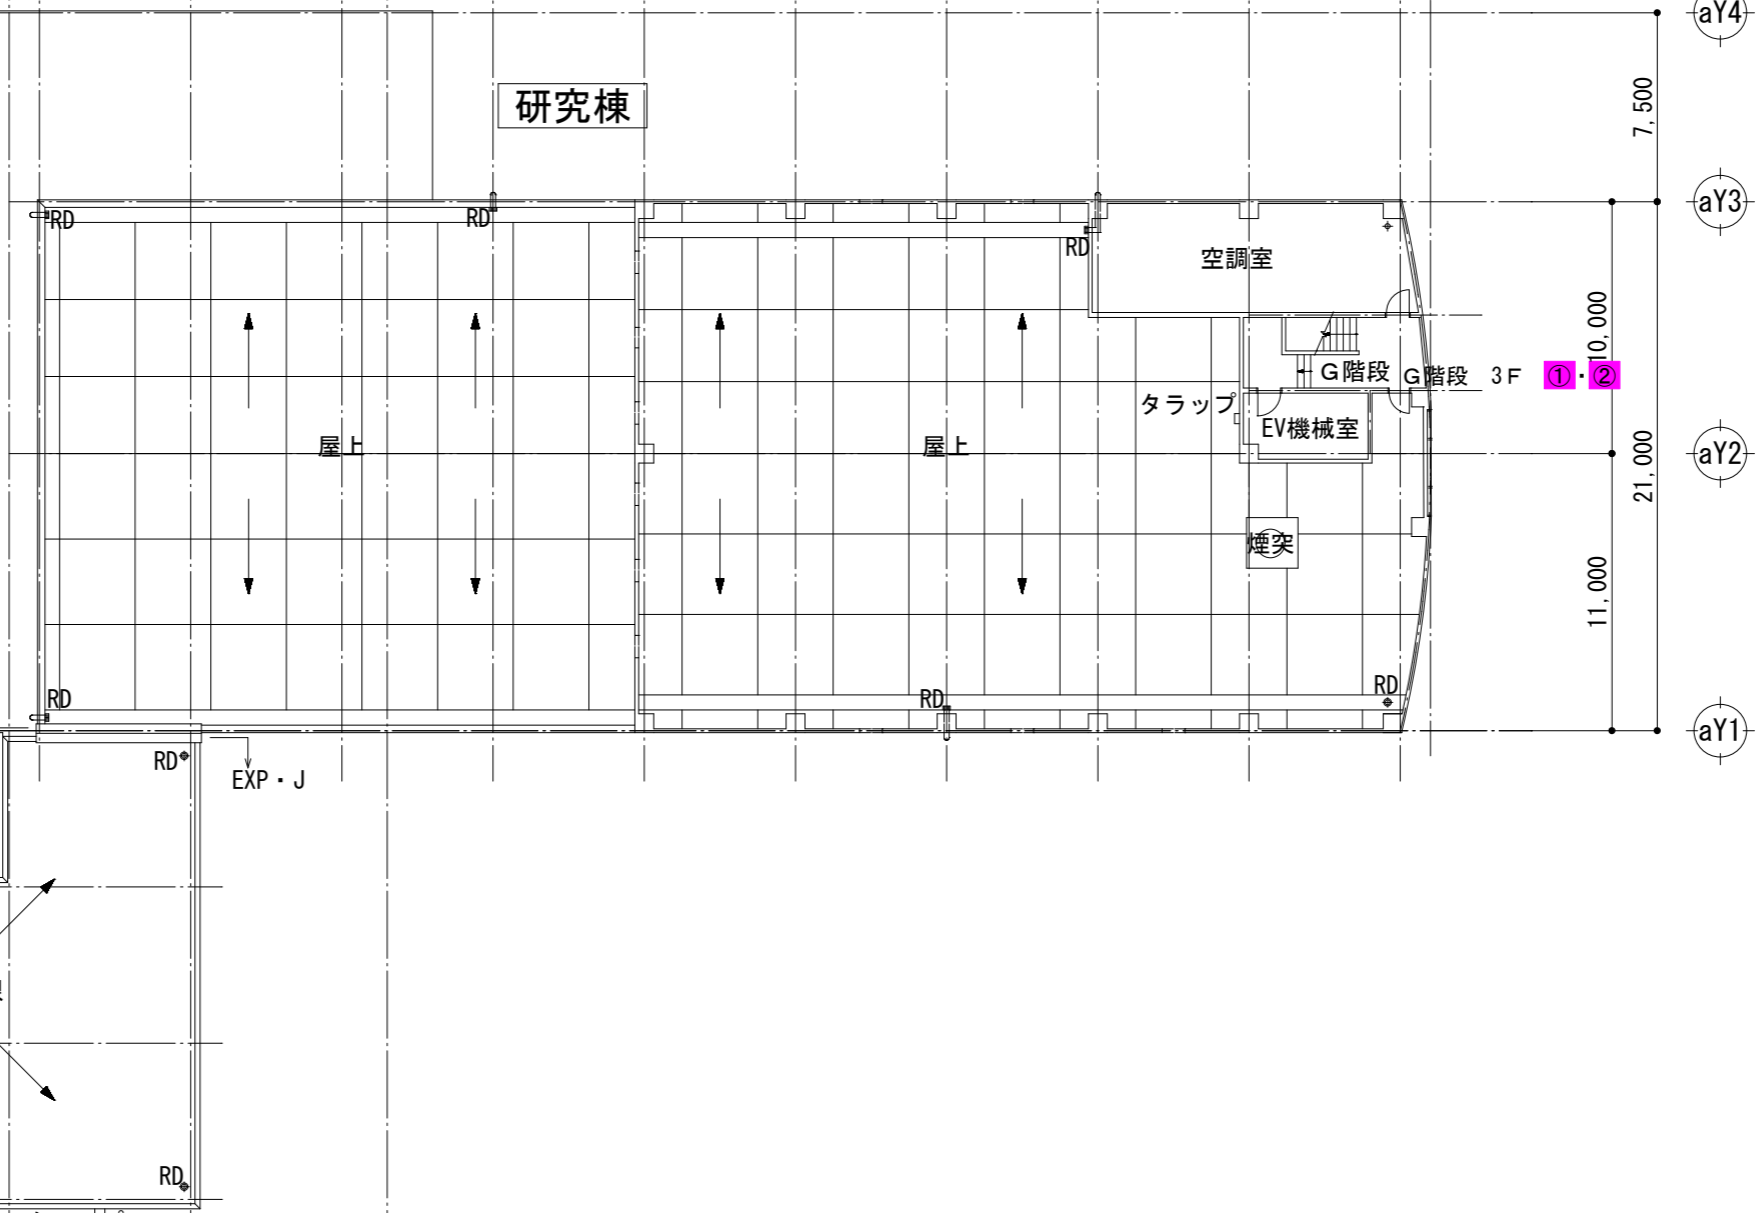 aY4
研究棟
7,500
aY3
RD
RD
RD
空調室
10,000
G階段
G階段 3F ①・②
タラップ
EV機械室
屋上
屋上
aY2
21,000
煙突
11,000
RD
RD
RD
aY1
RD
EXP・J
RD